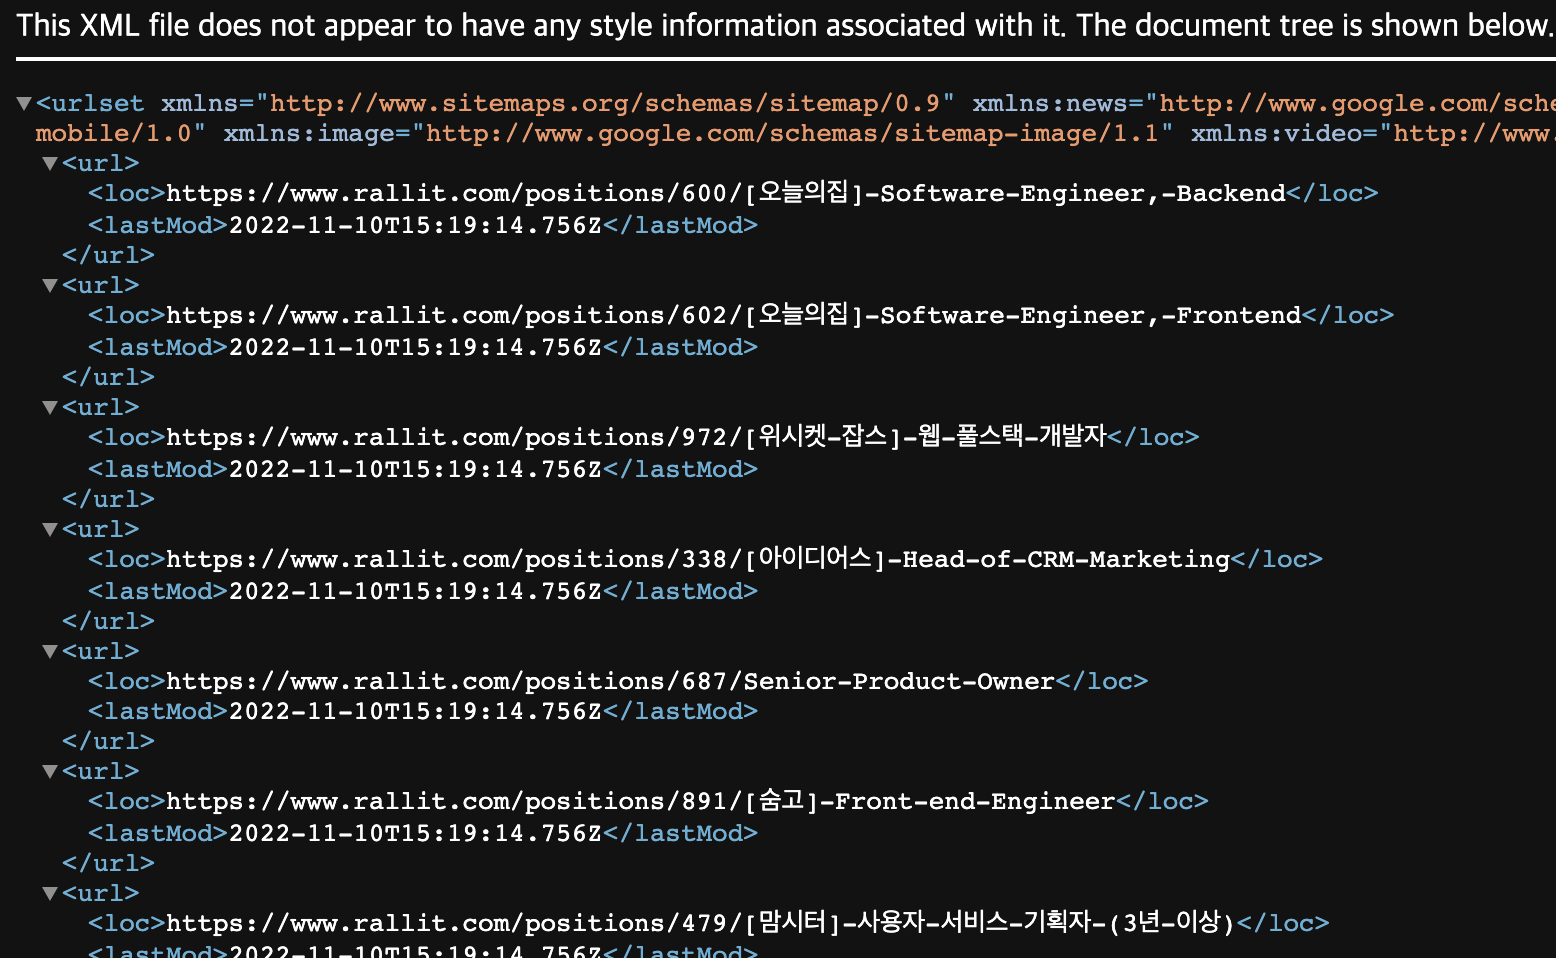 This XML file does not appear to have any style information associated with it. The document tree is shown below.
▼<urlset xmlns="http://www.sitemaps.org/schemas/sitemap/0.9" xmlns:news="http://www.google.com/sche
mobile/1.0" xmlns:image="http://www.google.com/schemas/sitemap-image/1.1" xmlns:video="http://www.
▼<url>
<loc>https://www.rallit.com/positions/600/[오늘의집]-Software-Engineer,-Backend</loc>
<lastMod>2022-11-10T15:19:14.756Z</lastMod>
</url>
▼<url>
<loc>https://www.rallit.com/positions/602/[오늘의집]-Software-Engineer,-Frontend</loc>
<lastMod>2022-11-10T15:19:14.756Z</lastMod>
</url>
▼<url>
<loc>https://www.rallit.com/positions/972/[위시켓-잡스]-웹-풀스택-개발자</loc>
<lastMod>2022-11-10T15:19:14.756Z</lastMod>
</url>
▼<url>
<loc>https://www.rallit.com/positions/338/[아이디어스]-Head-of-CRM-Marketing</loc>
<lastMod>2022-11-10T15:19:14.756Z</lastMod>
</url>
▼<url>
<loc>https://www.rallit.com/positions/687/Senior-Product-Owner</loc>
<lastMod>2022-11-10T15:19:14.756Z</lastMod>
</url>
▼<url>
<loc>https://www.rallit.com/positions/891/[숨고]-Front-end-Engineer</loc>
<lastMod>2022-11-10T15:19:14.756Z</lastMod>
</url>
▼<url>
<loc>https://www.rallit.com/positions/479/[맘시터]-사용자-서비스-기획자-(3년-이상)</loc>
<lastMod>2022-11-10T15:19:14.756Z</lastMod>